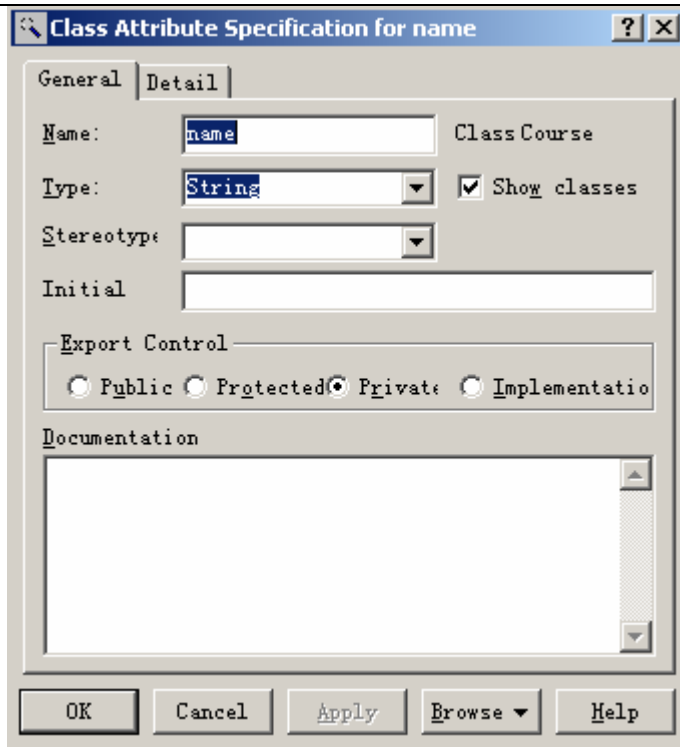 Class Attribute Specification for name
General Detail
Name: name Class Course
Type: String Show classes
Stereotype
Initial
Export Control
Public Protected Private Implementatio
Documentation
OK Cancel Apply Browse Help